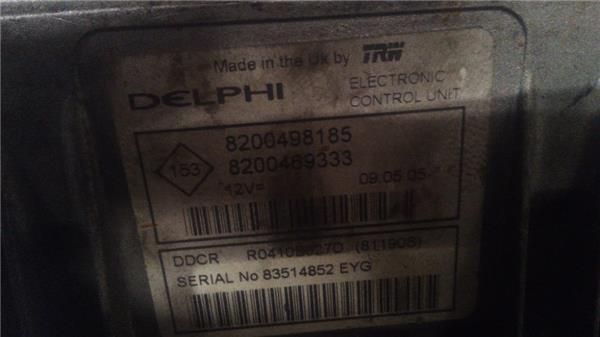 Made in the UK by TRW
DELPHI
ELECTRONIC
CONTROL UNIT
8200498185
153
8200469333
12V=
09.05.05
DDCR
SERIAL No 83514852 EYG